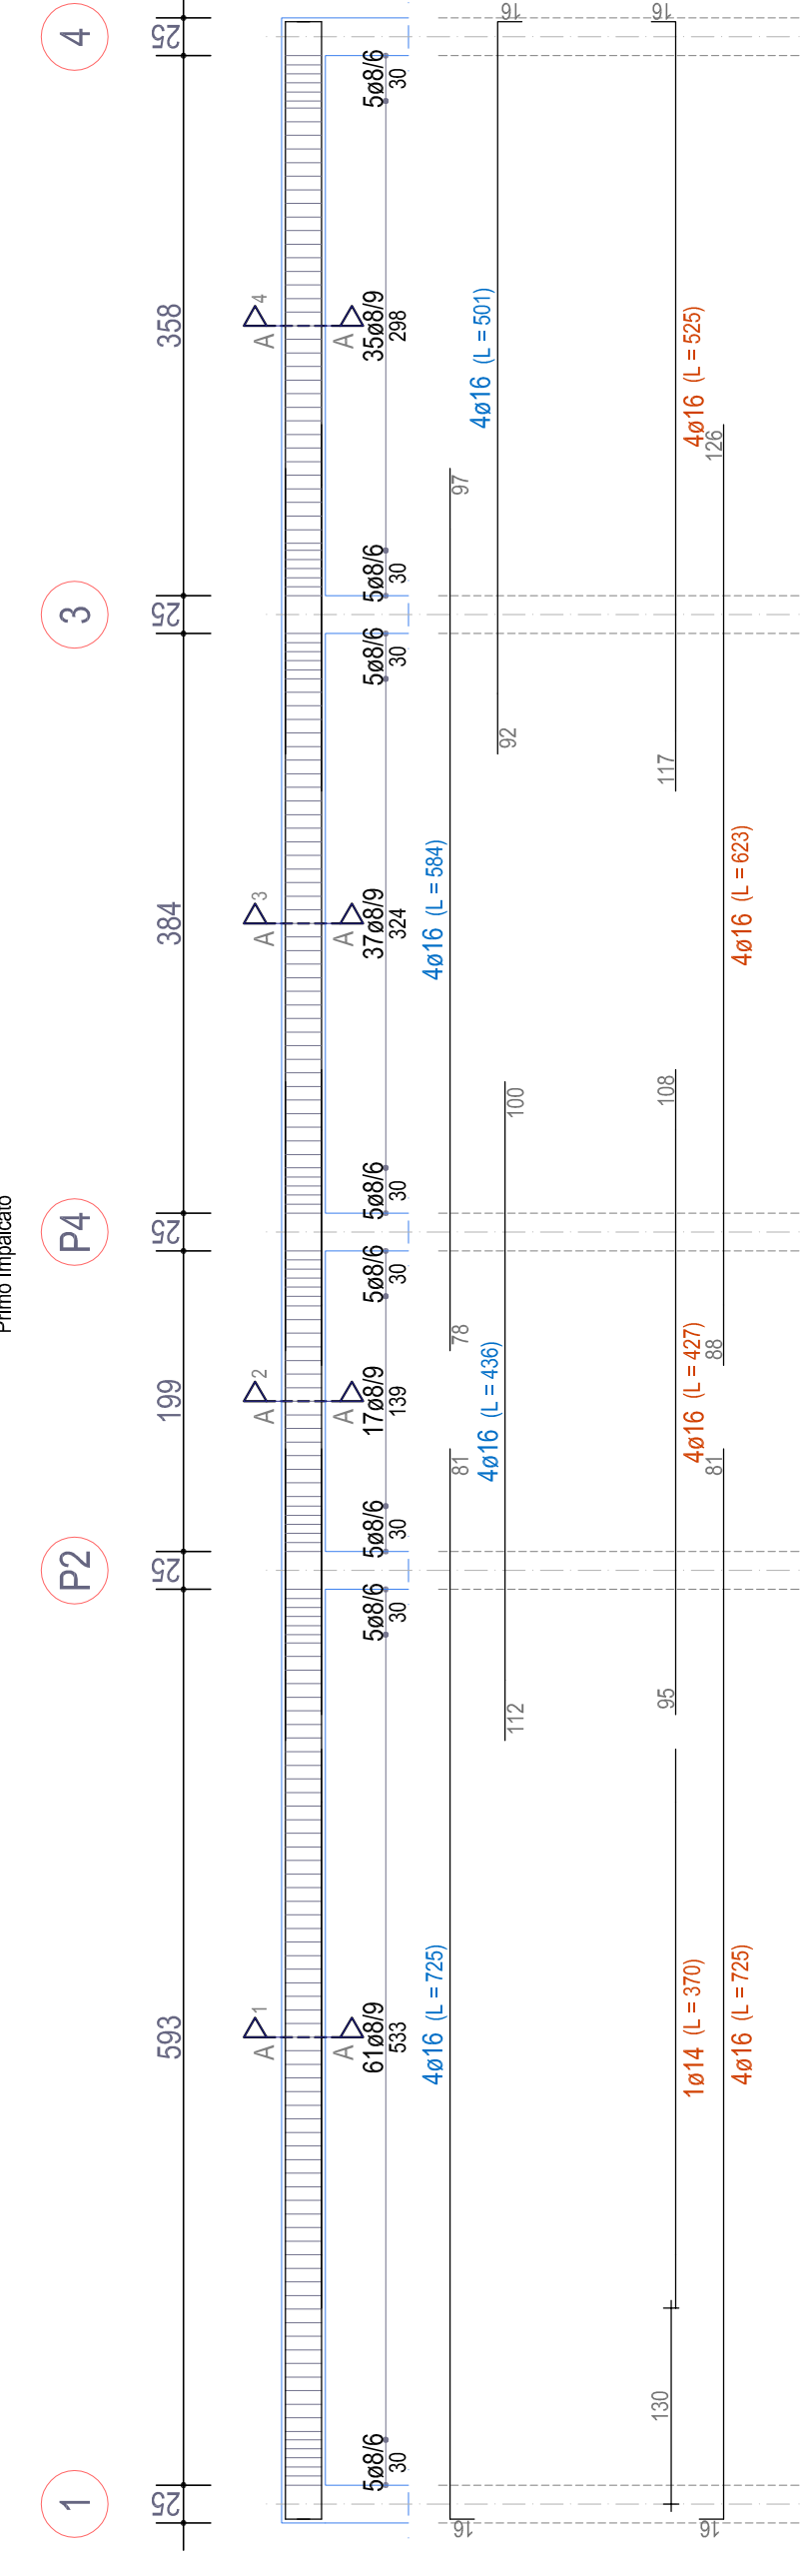 Primo Impalcato
1
P2
P4
3
4
25
593
25
199
25
384
25
358
25
A
1
A
2
A
3
A
4
A
A
A
A
5ø8/6
30
61ø8/9
533
5ø8/6
30
5ø8/6
30
17ø8/9
139
5ø8/6
30
5ø8/6
30
37ø8/9
324
5ø8/6
30
5ø8/6
30
35ø8/9
298
5ø8/6
30
4ø16 (L = 725)
4ø16 (L = 584)
16
81
78
97
4ø16 (L = 436)
4ø16 (L = 501)
112
100
92
16
130
95
108
117
16
1ø14 (L = 370)
4ø16 (L = 427)
4ø16 (L = 525)
16
81
88
126
4ø16 (L = 725)
4ø16 (L = 623)